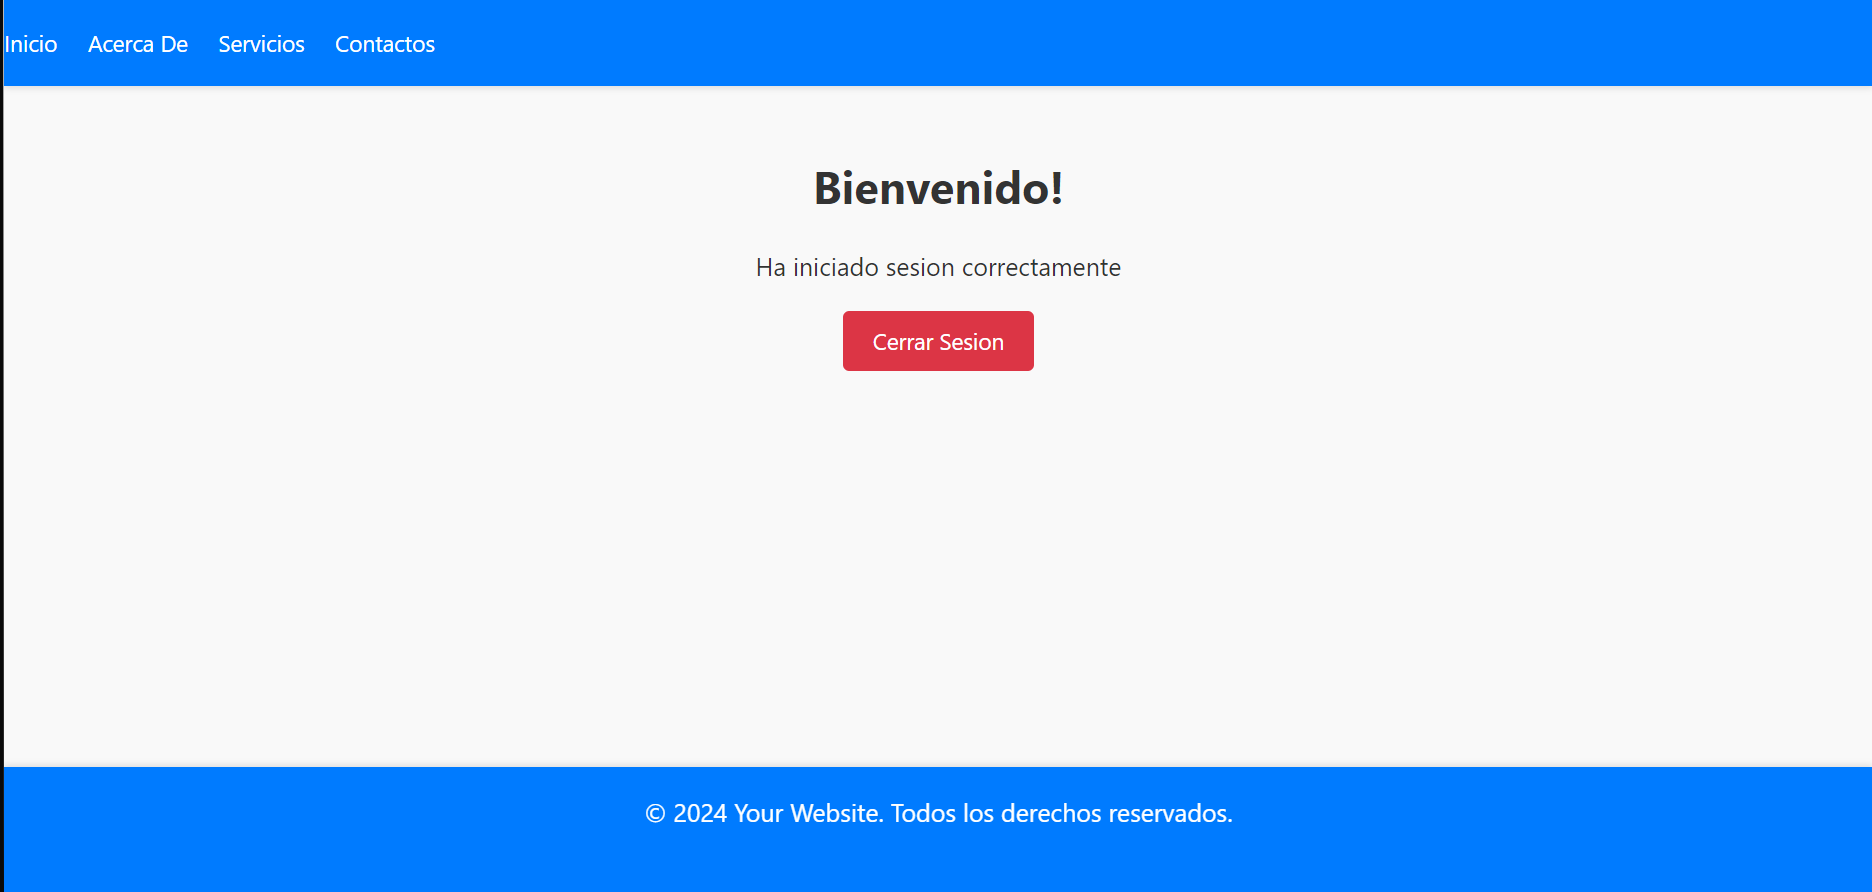 Inicio Acerca De Servicios Contactos
Bienvenido!
Ha iniciado sesion correctamente
Cerrar Sesion
© 2024 Your Website. Todos los derechos reservados.